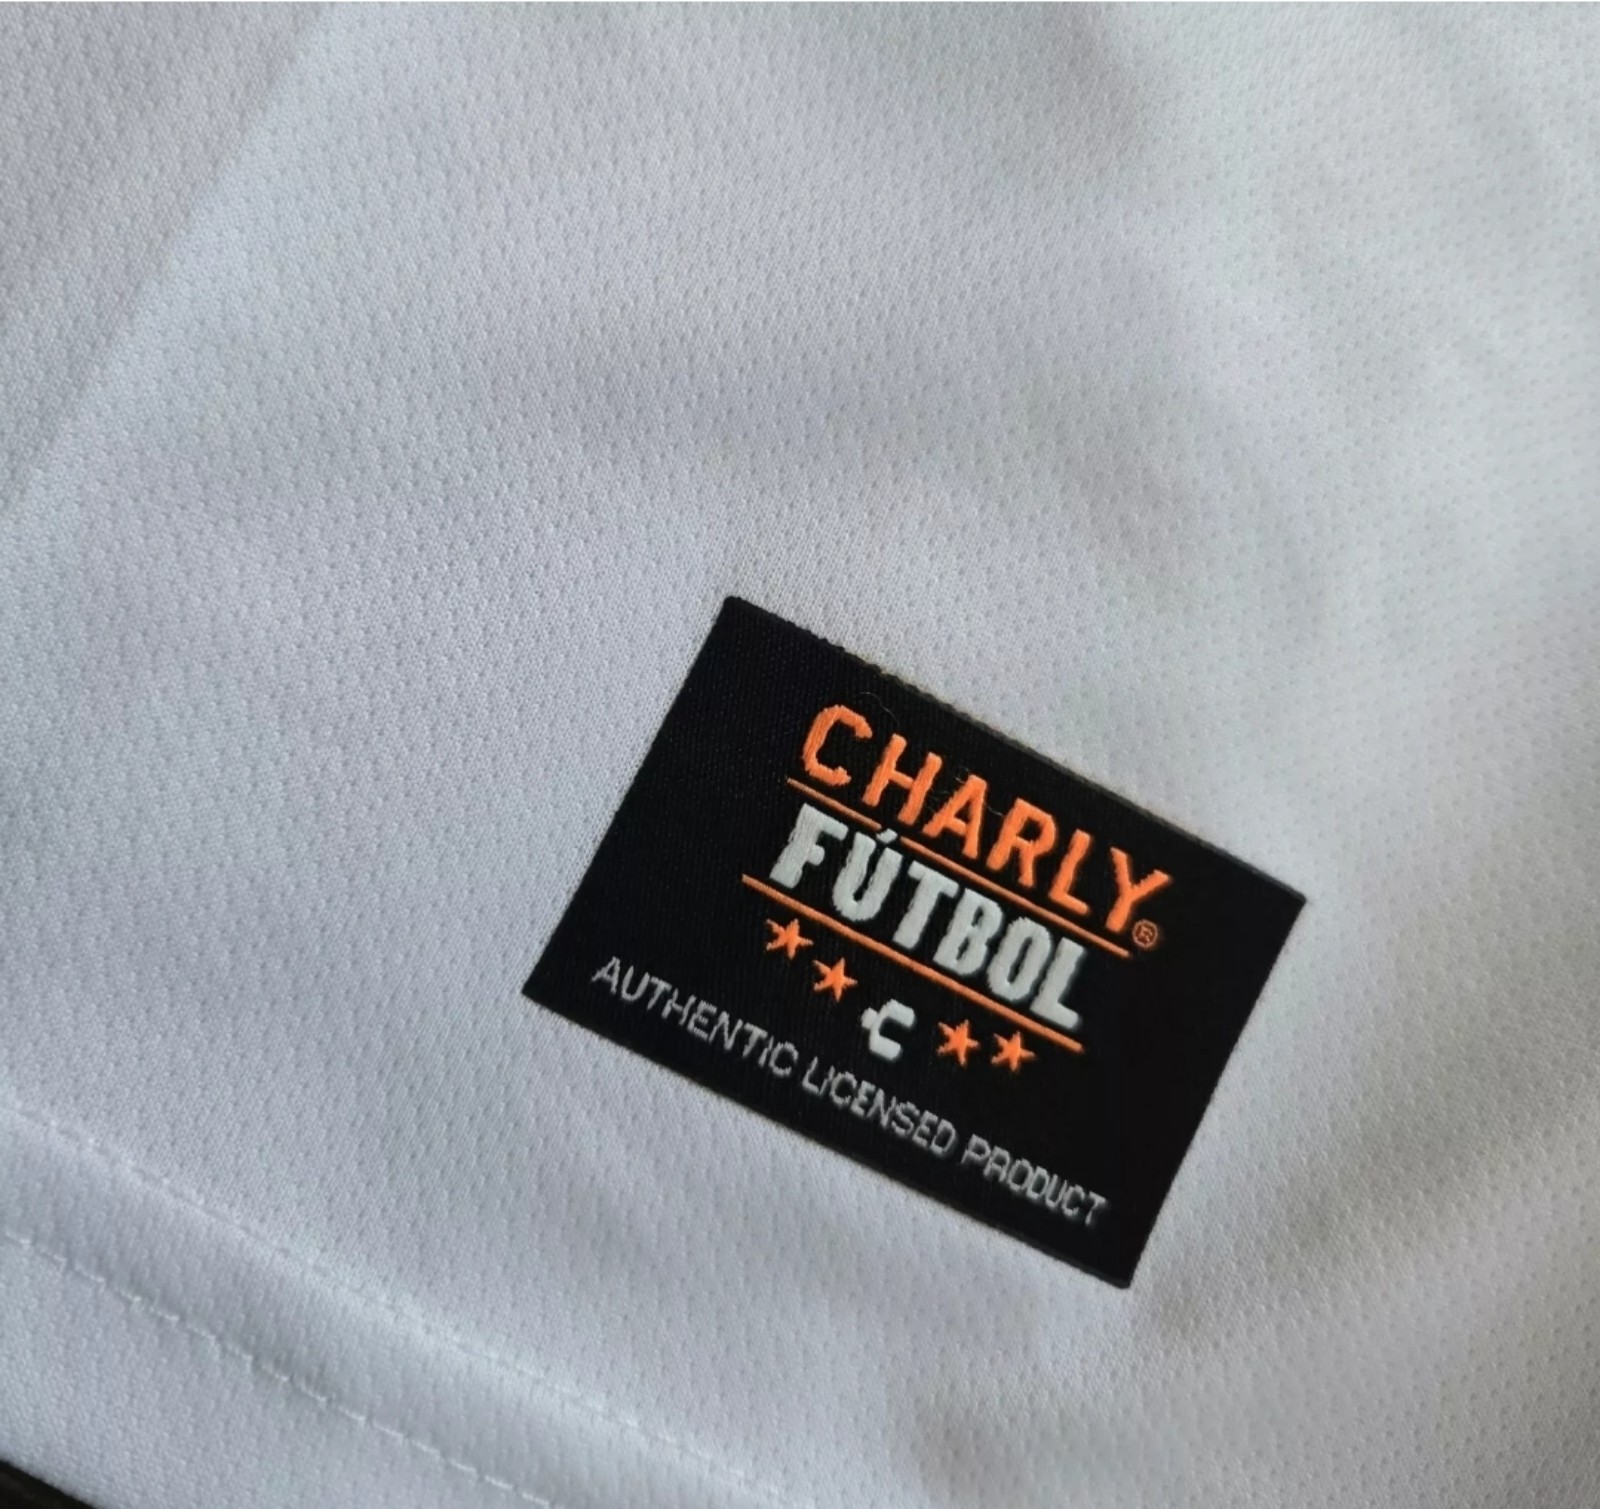 CHARLY®
FÚTBOL
AUTHENTIC LICENSED PRODUCT